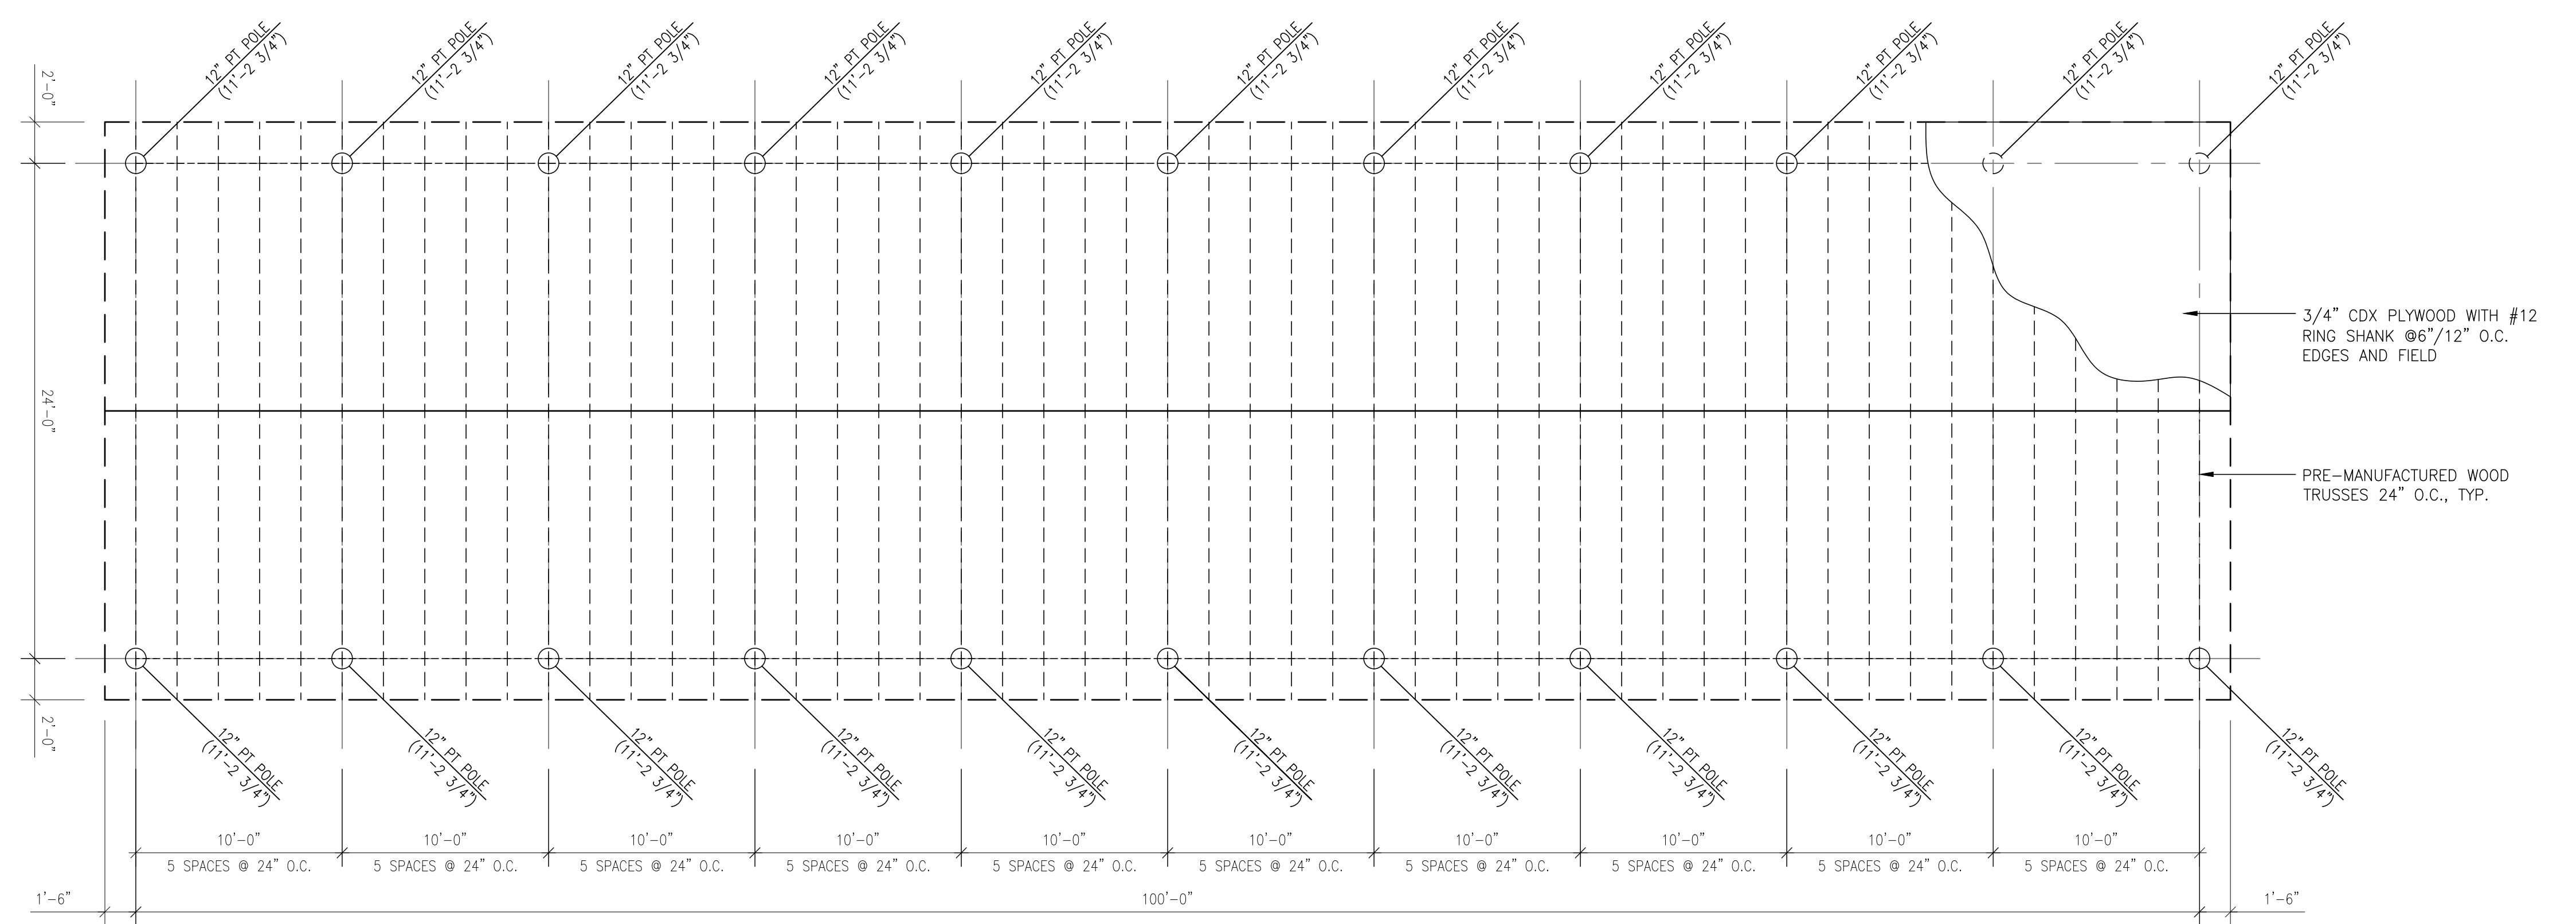 12" PT POLE
(11'-2 3/4")
12" PT POLE
(11'-2 3/4")
12" PT POLE
(11'-2 3/4")
12" PT POLE
(11'-2 3/4")
12" PT POLE
(11'-2 3/4")
12" PT POLE
(11'-2 3/4")
12" PT POLE
(11'-2 3/4")
12" PT POLE
(11'-2 3/4")
12" PT POLE
(11'-2 3/4")
12" PT POLE
(11'-2 3/4")
12" PT POLE
(11'-2 3/4")
2'-0"
24'-0"
2'-0"
3/4" CDX PLYWOOD WITH #12
RING SHANK @6"/12" O.C.
EDGES AND FIELD
PRE-MANUFACTURED WOOD
TRUSSES 24" O.C., TYP.
12" PT POLE
(11'-2 3/4")
12" PT POLE
(11'-2 3/4")
12" PT POLE
(11'-2 3/4")
12" PT POLE
(11'-2 3/4")
12" PT POLE
(11'-2 3/4")
12" PT POLE
(11'-2 3/4")
12" PT POLE
(11'-2 3/4")
12" PT POLE
(11'-2 3/4")
12" PT POLE
(11'-2 3/4")
12" PT POLE
(11'-2 3/4")
12" PT POLE
(11'-2 3/4")
10'-0"
5 SPACES @ 24" O.C.
10'-0"
5 SPACES @ 24" O.C.
10'-0"
5 SPACES @ 24" O.C.
10'-0"
5 SPACES @ 24" O.C.
10'-0"
5 SPACES @ 24" O.C.
10'-0"
5 SPACES @ 24" O.C.
10'-0"
5 SPACES @ 24" O.C.
10'-0"
5 SPACES @ 24" O.C.
10'-0"
5 SPACES @ 24" O.C.
10'-0"
5 SPACES @ 24" O.C.
1'-6"
100'-0"
1'-6"